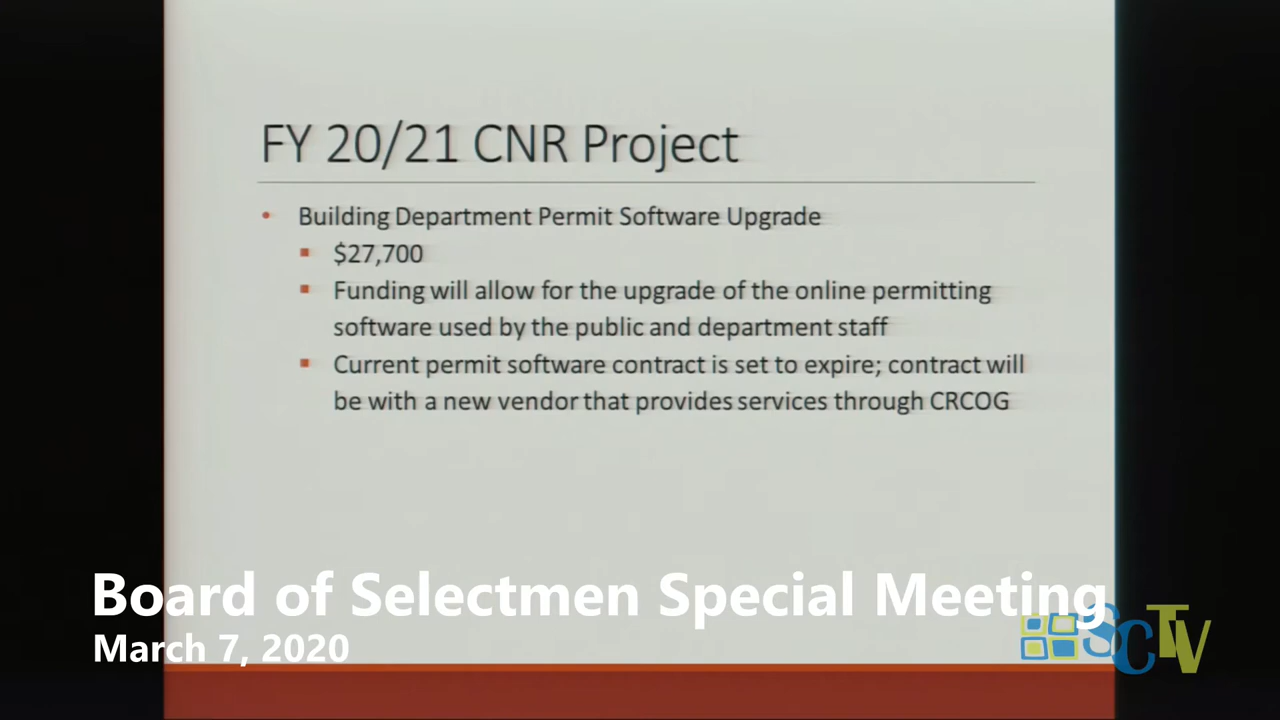 FY 20/21 CNR Project
• Building Department Permit Software Upgrade
▪ $27,700
▪ Funding will allow for the upgrade of the online permitting
software used by the public and department staff
▪ Current permit software contract is set to expire; contract will
be with a new vendor that provides services through CRCOG
Board of Selectmen Special Meeting
March 7, 2020
SCTV